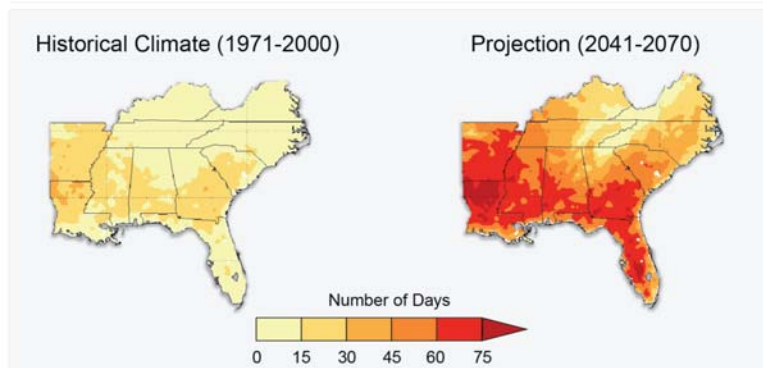 Historical Climate (1971-2000)
Projection (2041-2070)
Number of Days
0 15 30 45 60 75